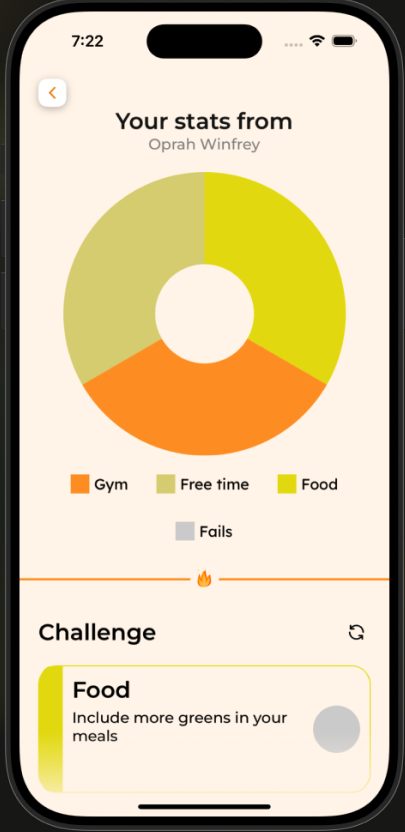 7:22
Your stats from
Oprah Winfrey
Gym
Free time
Food
Fails
Challenge
Food
Include more greens in your
meals